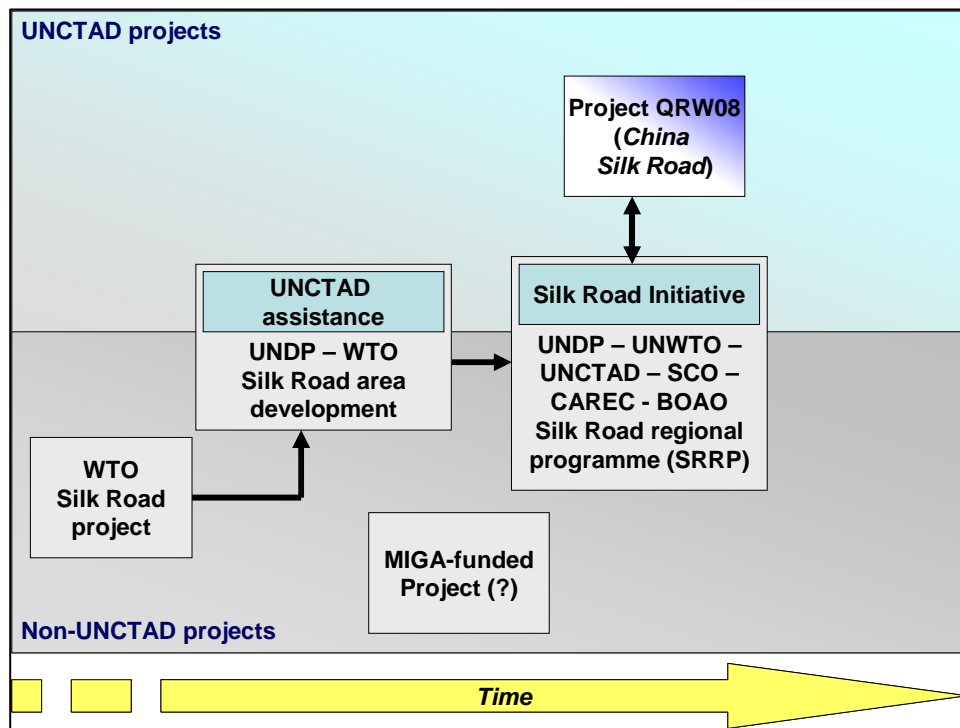 UNCTAD projects
Project QRW08
(China
Silk Road)
UNCTAD
assistance
UNDP – WTO
Silk Road area
development
Silk Road Initiative
UNDP – UNWTO –
UNCTAD – SCO –
CAREC - BOAO
Silk Road regional
programme (SRRP)
WTO
Silk Road
project
MIGA-funded
Project (?)
Non-UNCTAD projects
Time